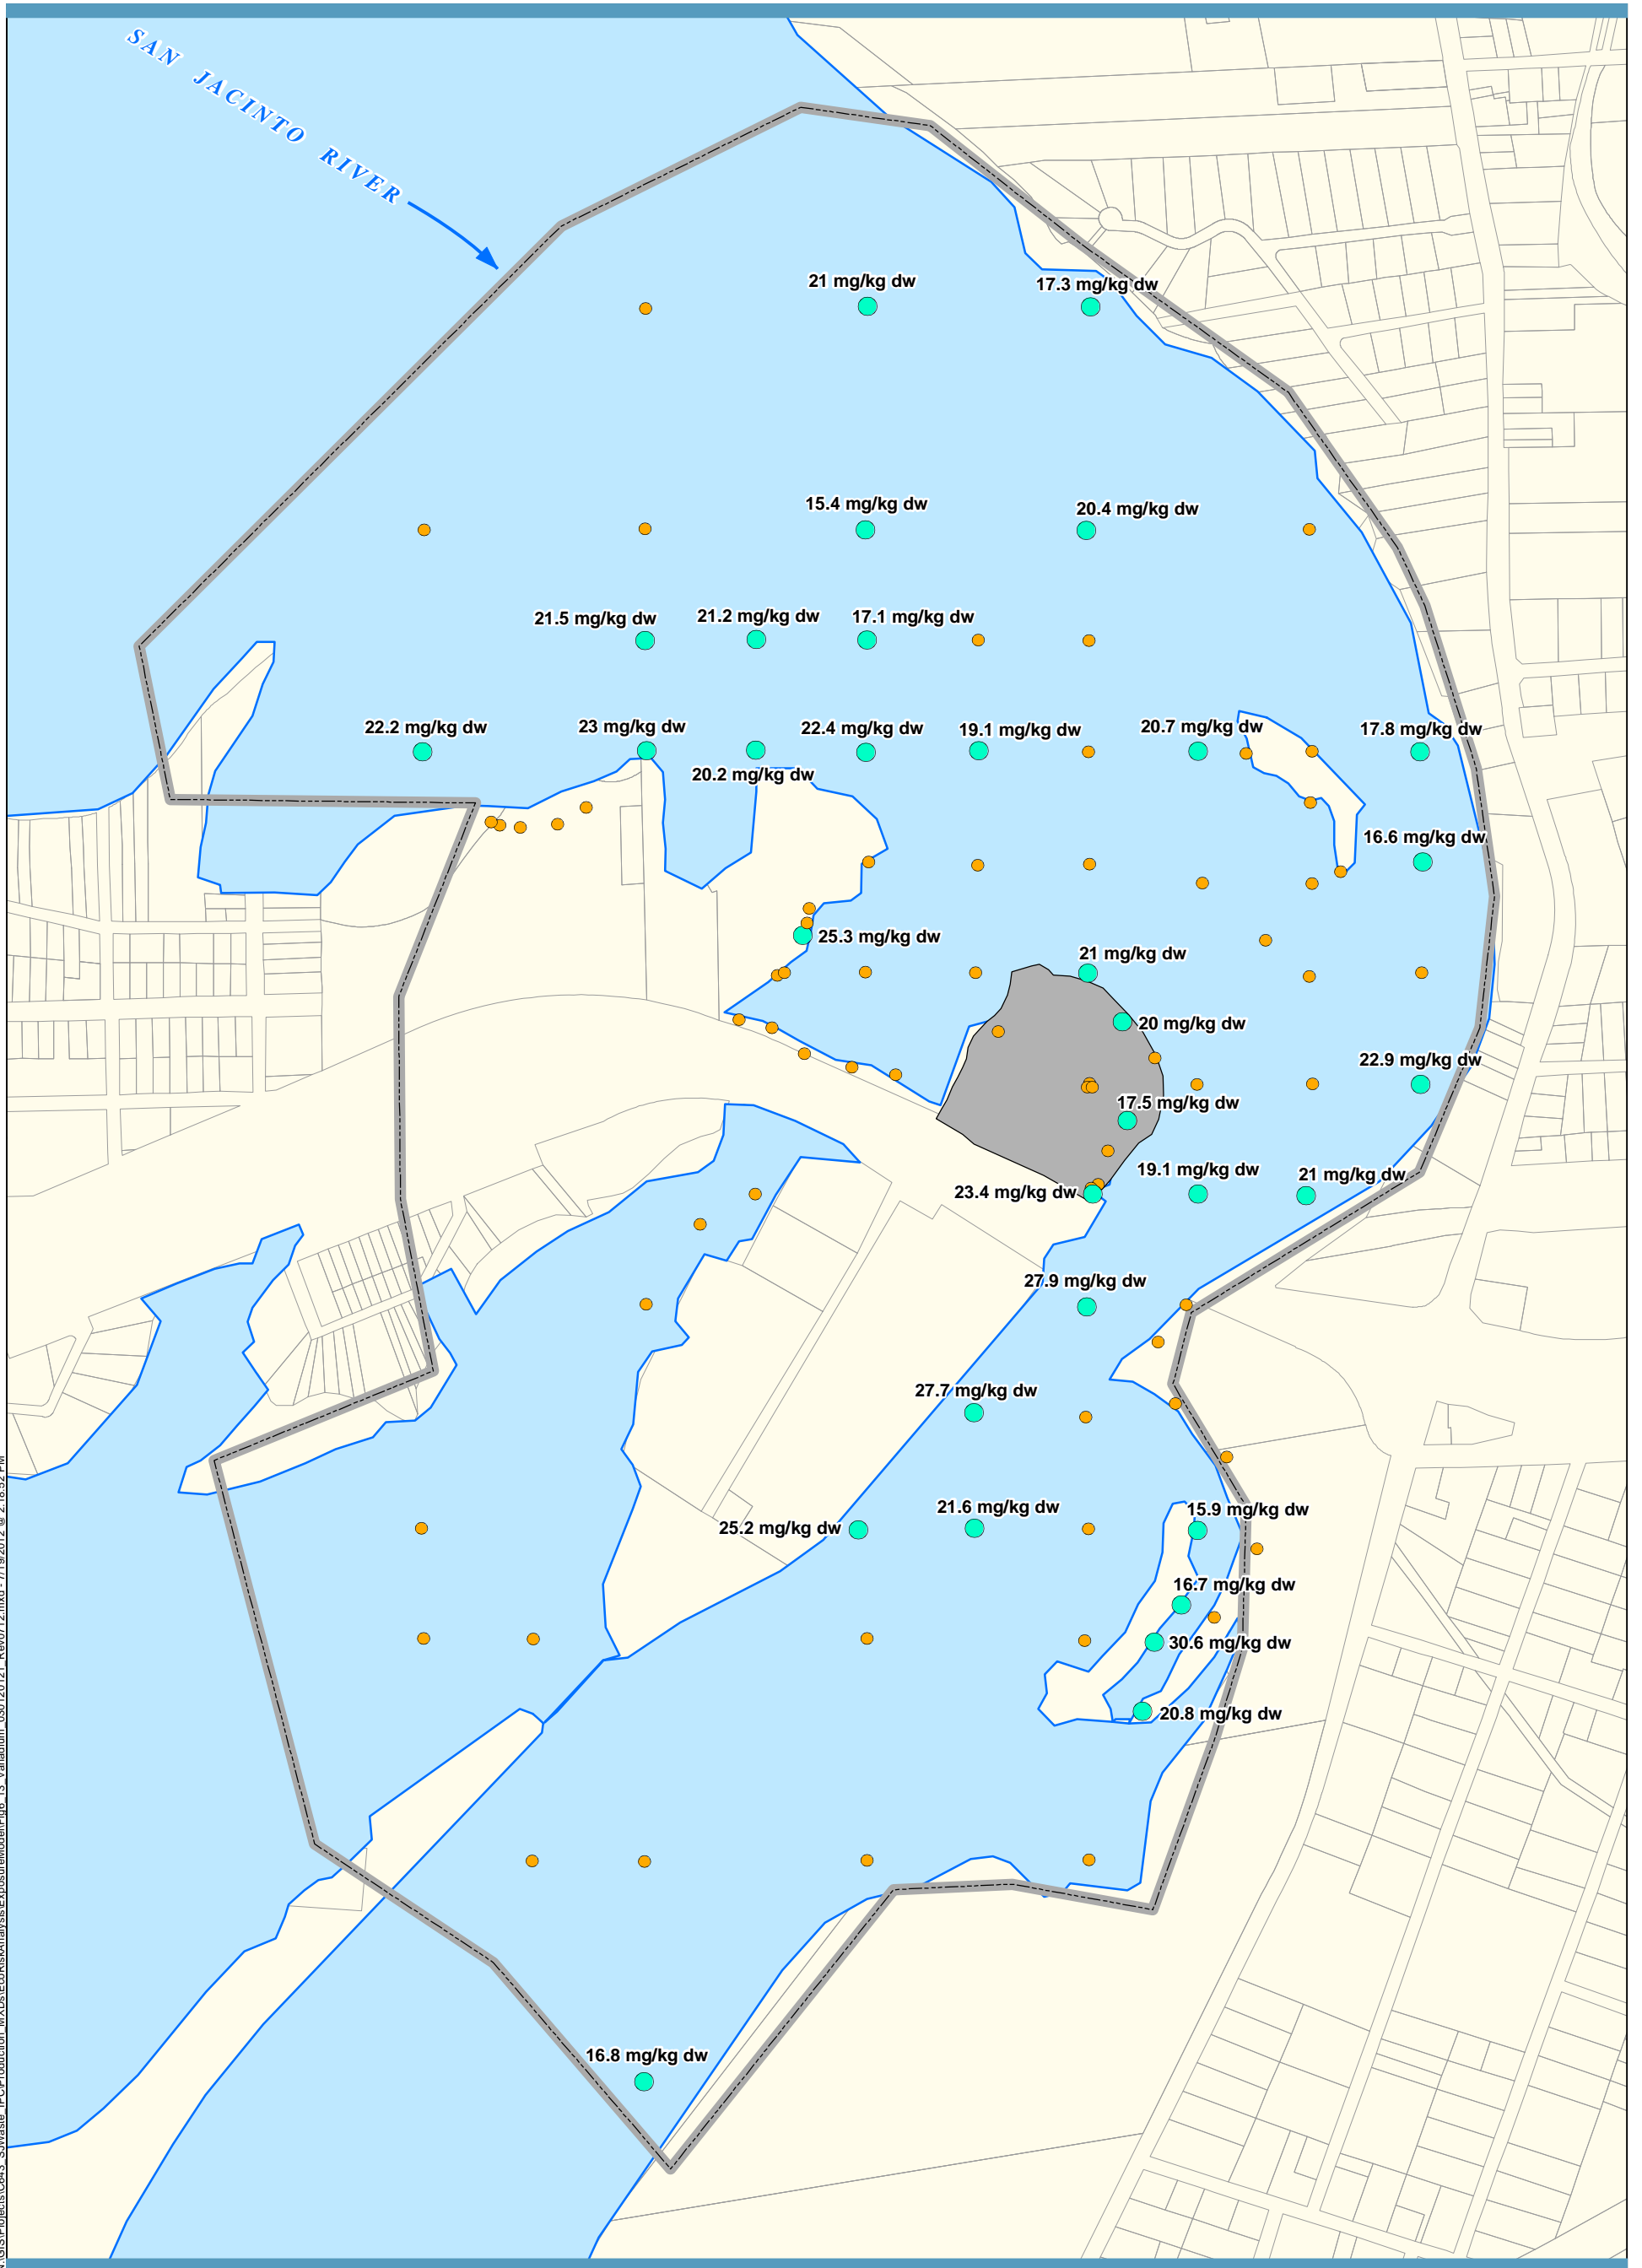 SAN JACINTO RIVER
21 mg/kg dw
17.3 mg/kg dw
15.4 mg/kg dw
20.4 mg/kg dw
21.5 mg/kg dw
21.2 mg/kg dw
17.1 mg/kg dw
22.2 mg/kg dw
23 mg/kg dw
20.2 mg/kg dw
22.4 mg/kg dw
19.1 mg/kg dw
20.7 mg/kg dw
17.8 mg/kg dw
16.6 mg/kg dw
25.3 mg/kg dw
21 mg/kg dw
20 mg/kg dw
22.9 mg/kg dw
17.5 mg/kg dw
23.4 mg/kg dw
19.1 mg/kg dw
21 mg/kg dw
27.9 mg/kg dw
27.7 mg/kg dw
25.2 mg/kg dw
21.6 mg/kg dw
15.9 mg/kg dw
16.7 mg/kg dw
30.6 mg/kg dw
20.8 mg/kg dw
16.8 mg/kg dw